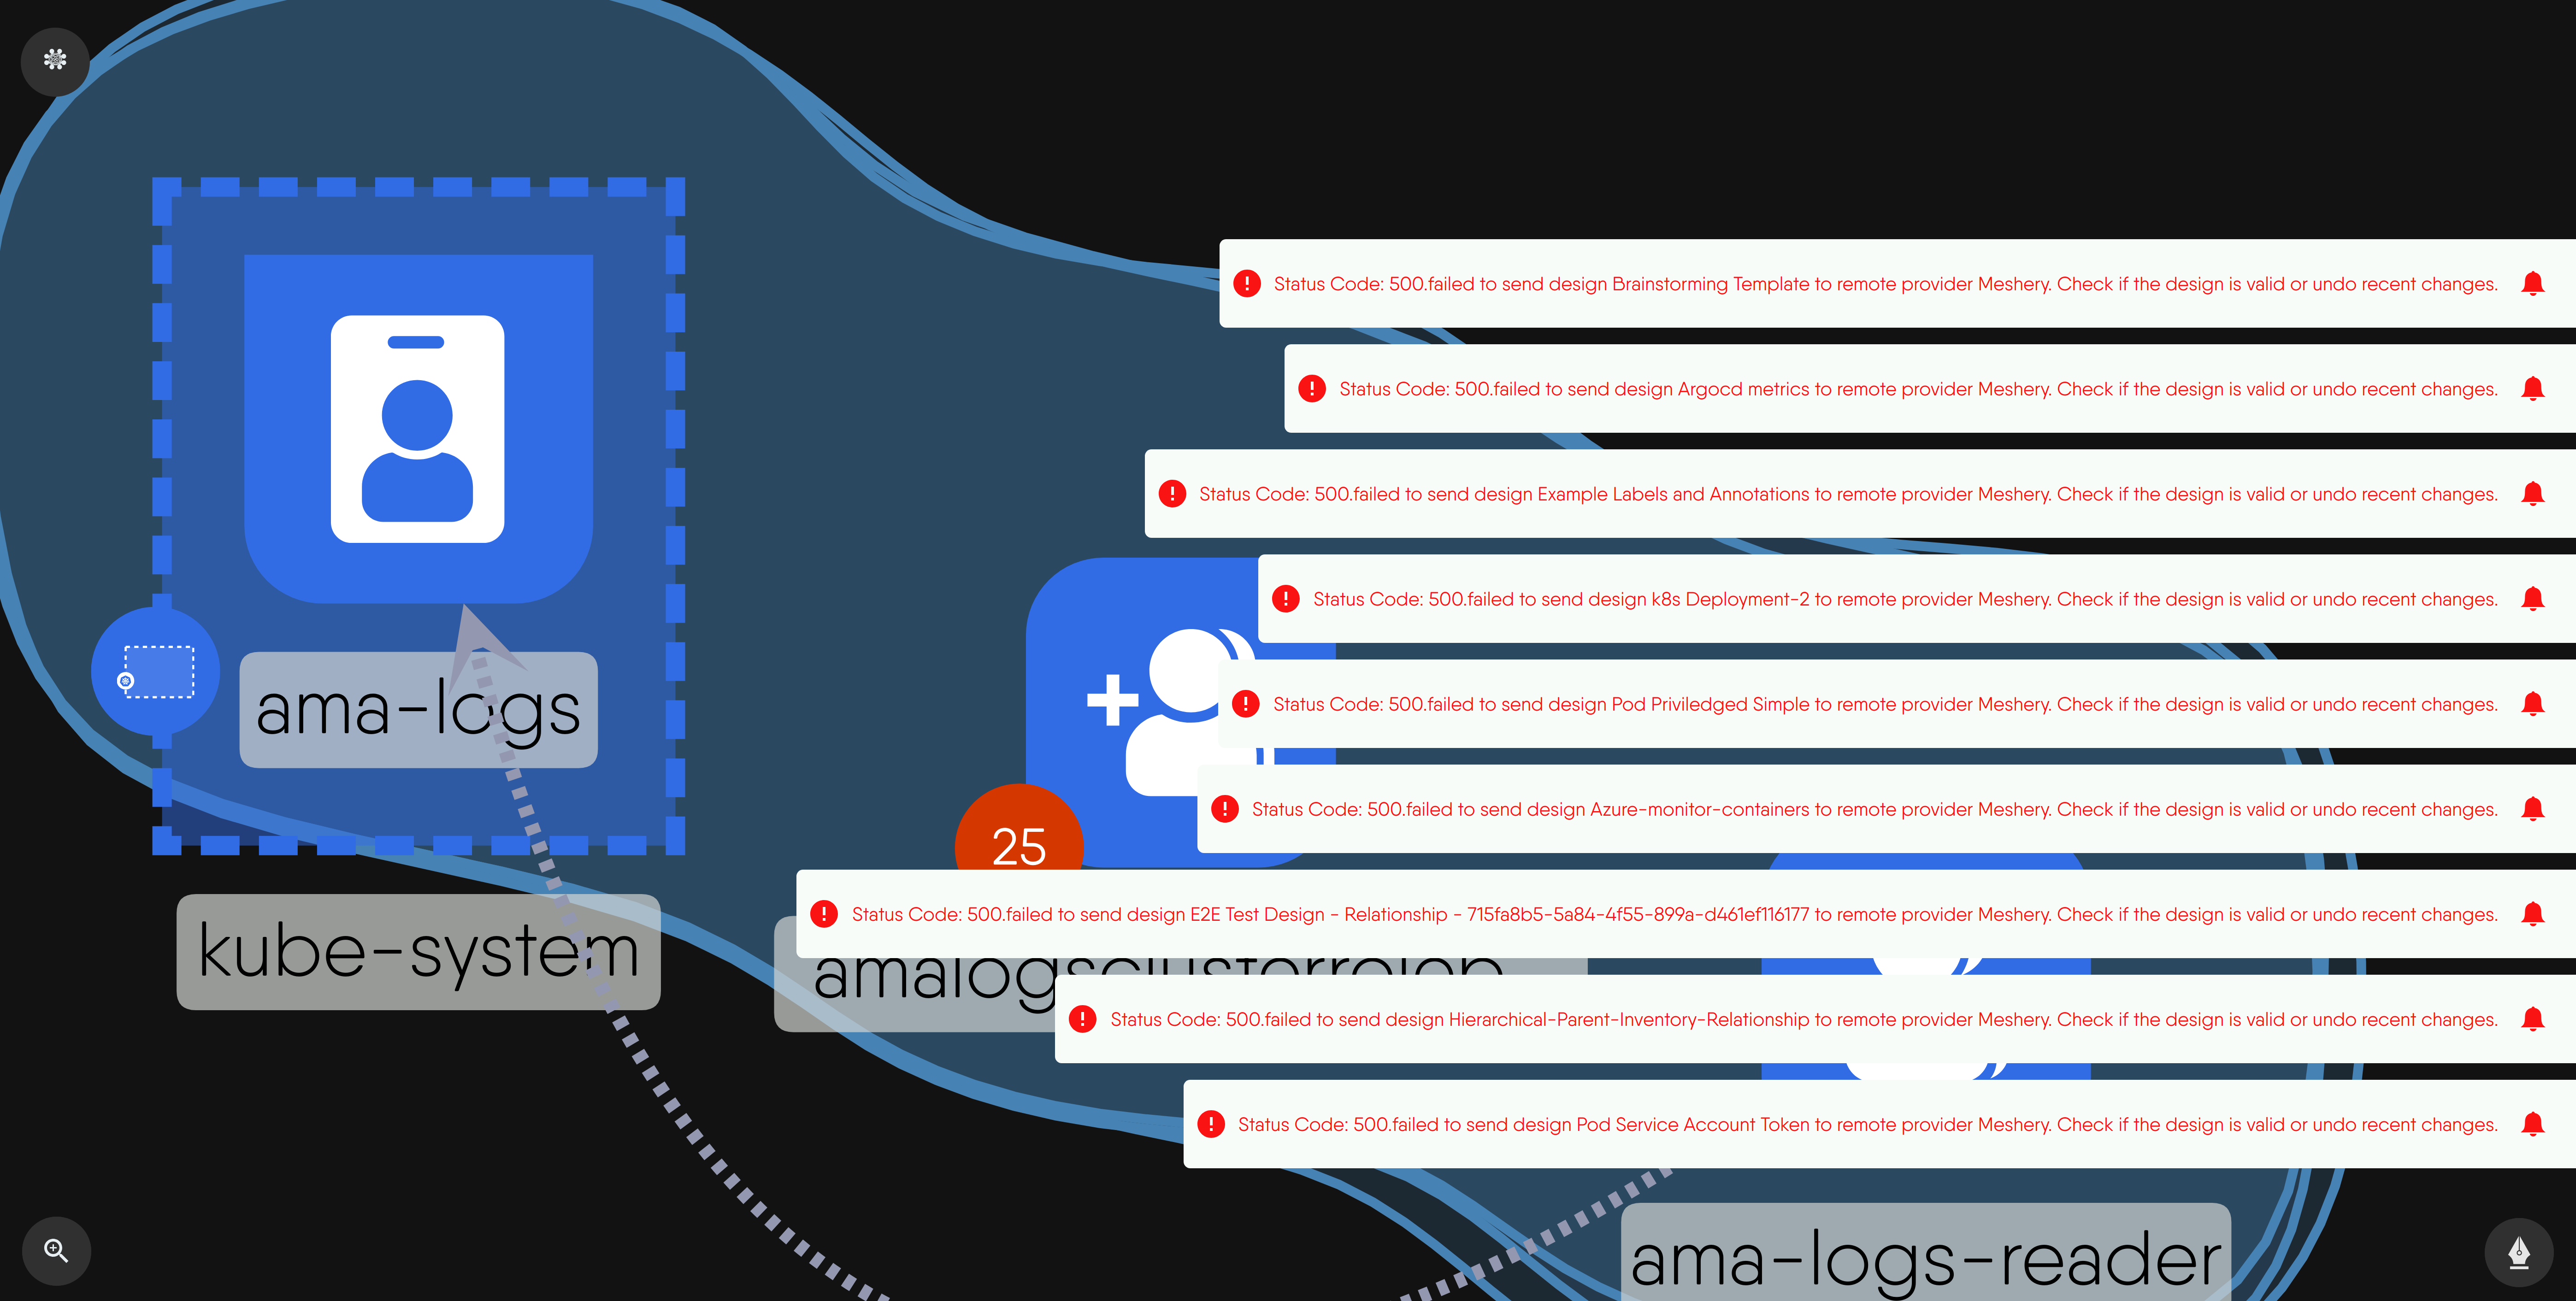 Status Code: 500.failed to send design Brainstorming Template to remote provider Meshery. Check if the design is valid or undo recent changes.
Status Code: 500.failed to send design Argocd metrics to remote provider Meshery. Check if the design is valid or undo recent changes.
Status Code: 500.failed to send design Example Labels and Annotations to remote provider Meshery. Check if the design is valid or undo recent changes.
Status Code: 500.failed to send design k8s Deployment-2 to remote provider Meshery. Check if the design is valid or undo recent changes.
ama-logs
Status Code: 500.failed to send design Pod Priviledged Simple to remote provider Meshery. Check if the design is valid or undo recent changes.
Status Code: 500.failed to send design Azure-monitor-containers to remote provider Meshery. Check if the design is valid or undo recent changes.
25
Status Code: 500.failed to send design E2E Test Design - Relationship - 715fa8b5-5a84-4f55-899a-d461ef116177 to remote provider Meshery. Check if the design is valid or undo recent changes.
kube-system
Status Code: 500.failed to send design Hierarchical-Parent-Inventory-Relationship to remote provider Meshery. Check if the design is valid or undo recent changes.
Status Code: 500.failed to send design Pod Service Account Token to remote provider Meshery. Check if the design is valid or undo recent changes.
ama-logs-reader